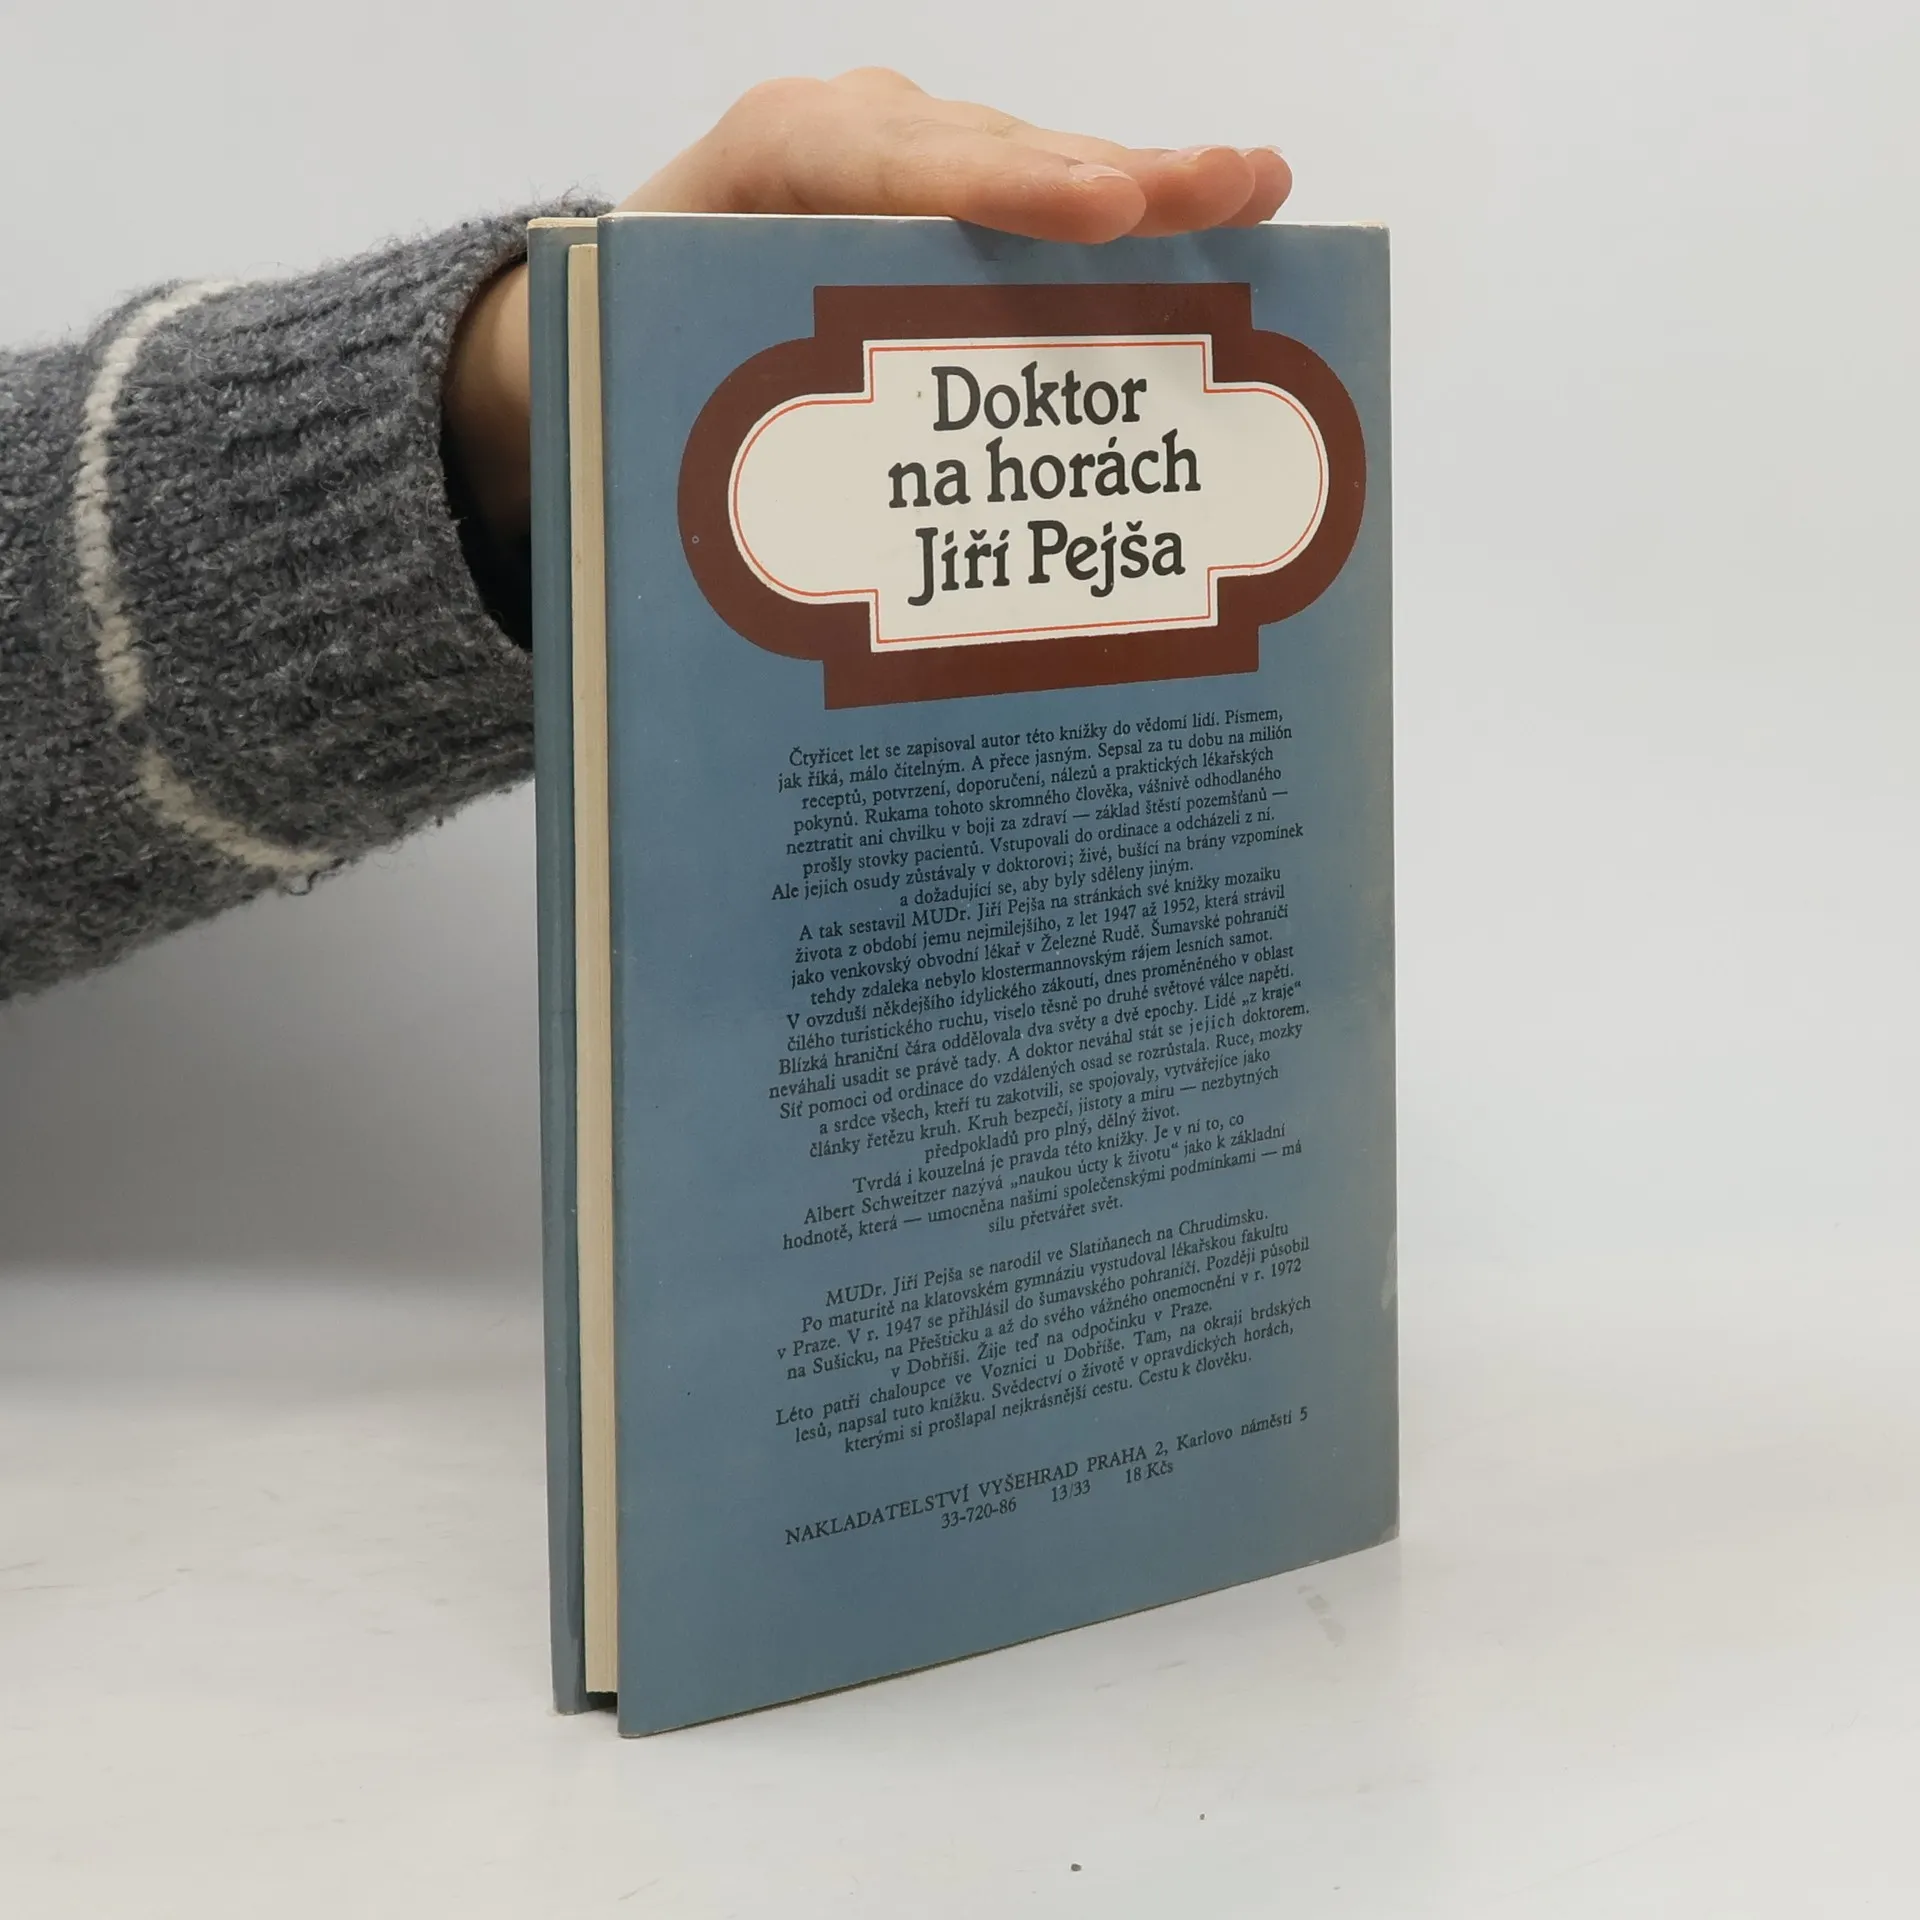 Doktor
na horách
Jiří Pejša
Čtyřicet let se zapisoval autor této knížky do vědomí lidí. Písmem,
jak říká, málo čitelným. A přece jasným. Sepsal za tu dobu na milión
receptů, potvrzení, doporučení, nálezů a praktických lékařských
pokynů. Rukama tohoto skromného člověka, vášnivě odhodlaného
neztratit ani chvilku v boji za zdraví — základ štěstí pozemšťanů —
prošly stovky pacientů. Vstupovali do ordinace a odcházeli z ní.
Ale jejich osudy zůstávaly v doktorovi; živé, bušící na brány vzpomínek
a dožadující se, aby byly sděleny jiným.
A tak sestavil MUDr. Jiří Pejša na stránkách své knížky mozaiku
života z období jemu nejmilejšího, z let 1947 až 1952, která strávil
jako venkovský obvodní lékař v Železné Rudě. Šumavské pohraničí
tehdy zdaleka nebylo klostermannovským rájem lesních samot.
V ovzduší někdejšího idylického zákoutí, dnes proměněného v oblast
čilého turistického ruchu, viselo těsně po druhé světové válce napětí.
Blízká hraniční čára oddělovala dva světy a dvě epochy. Lidé „z kraje“
neváhali usadit se právě tady. A doktor neváhal stát se jejich doktorem.
Síť pomoci od ordinace do vzdálených osad se rozrůstala. Ruce, mozky
a srdce všech, kteří tu zakotvili, se spojovaly, vytvářejíce jako
články řetězu kruh. Kruh bezpečí, jistoty a míru — nezbytných
předpokladů pro plný, dělný život.
Tvrdá i kouzelná je pravda této knížky. Je v ní to, co
Albert Schweitzer nazývá „naukou úcty k životu“ jako k základní
hodnotě, která — umocněna našimi společenskými podmínkami — má
sílu přetvářet svět.
MUDr. Jiří Pejša se narodil ve Slatiňanech na Chrudimsku.
Po maturitě na klatovském gymnáziu vystudoval lékařskou fakultu
v Praze. V r. 1947 se přihlásil do šumavského pohraničí. Později působil
na Sušicku, na Přešticku a až do svého vážného onemocnění v r. 1972
v Dobříši. Žije teď na odpočinku v Praze.
Léto patří chaloupce ve Voznici u Dobříše. Tam, na okraji brdských
lesů, napsal tuto knížku. Svědectví o životě v opravdických horách,
kterými si prošlapal nejkrásnější cestu. Cestu k člověku.
NAKLADATELSTVÍ VYŠEHRAD PRAHA 2, Karlovo náměstí 5
33-720-86 13/33 18 Kčs